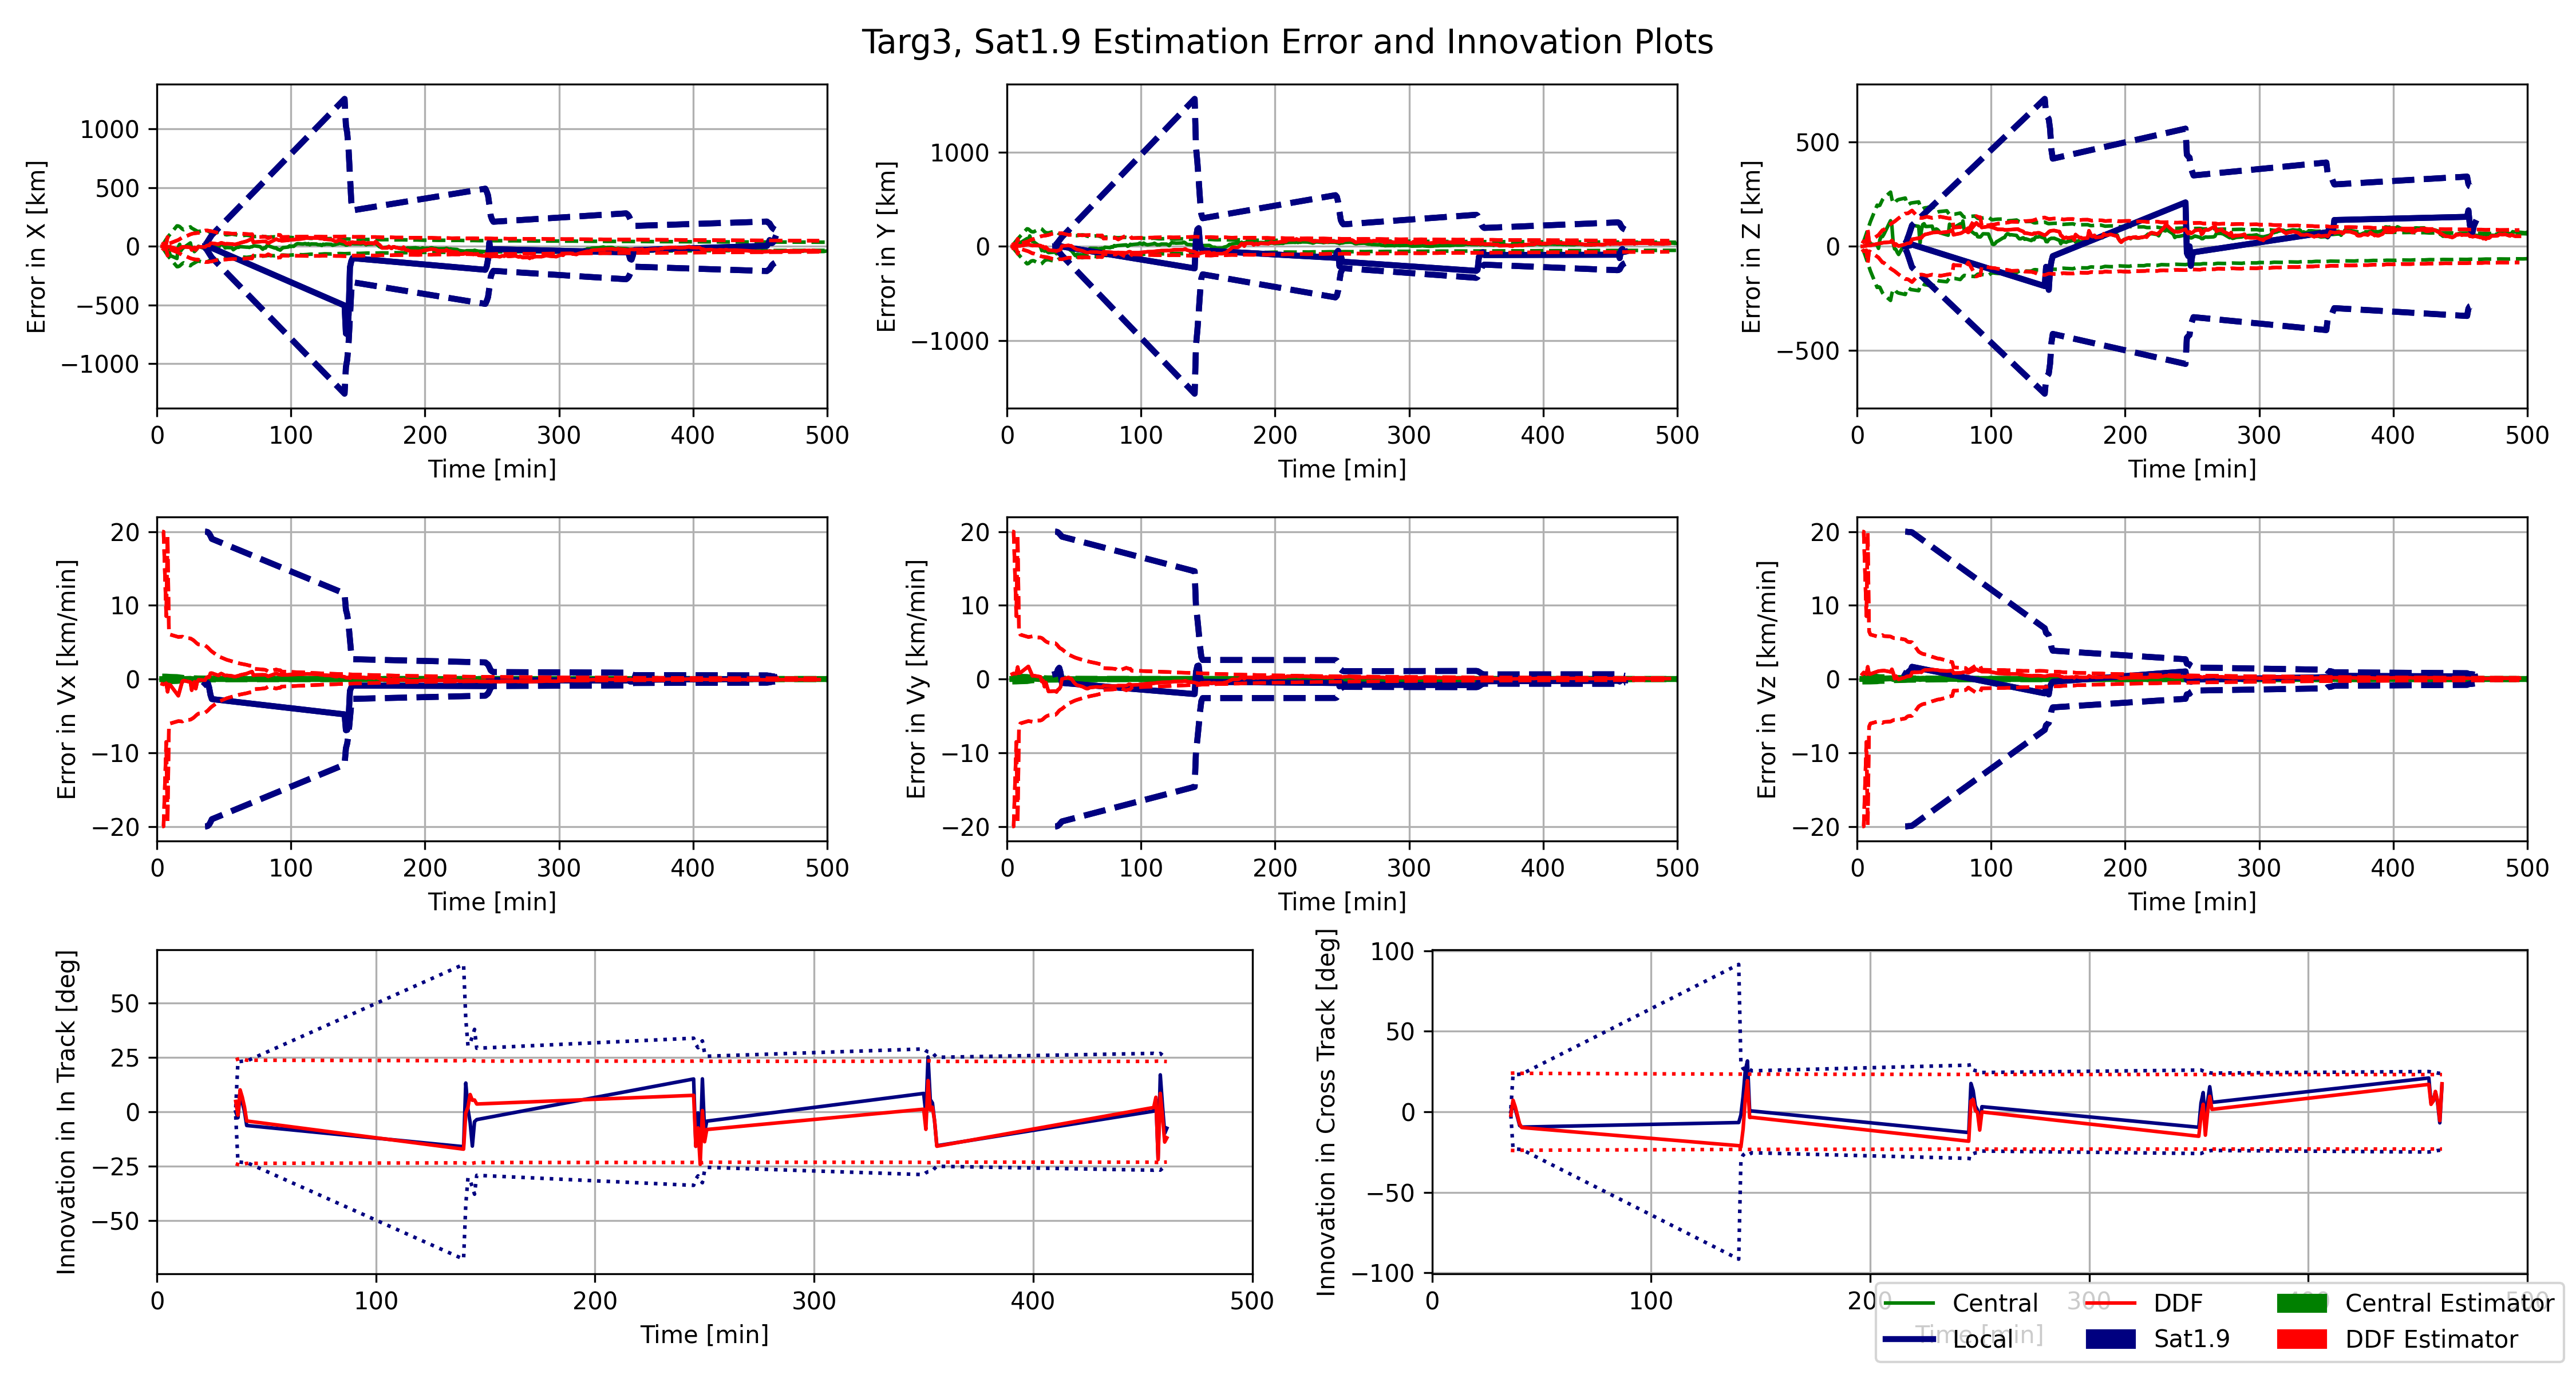 Targ3, Sat1.9 Estimation Error and Innovation Plots
Error in X [km]
1000
500
0
−500
−1000
0 100 200 300 400 500
Time [min]
Error in Y [km]
1000
0
−1000
0 100 200 300 400 500
Time [min]
Error in Z [km]
500
0
−500
0 100 200 300 400 500
Time [min]
Error in Vx [km/min]
20
10
0
−10
−20
0 100 200 300 400 500
Time [min]
Error in Vy [km/min]
20
10
0
−10
−20
0 100 200 300 400 500
Time [min]
Error in Vz [km/min]
20
10
0
−10
−20
0 100 200 300 400 500
Time [min]
Innovation in In Track [deg]
50
25
0
−25
−50
0 100 200 300 400 500
Time [min]
Innovation in Cross Track [deg]
100
50
0
−50
−100
0 100 200 300 400 500
Time [min]
Central DDF Central Estimator
Local Sat1.9 DDF Estimator